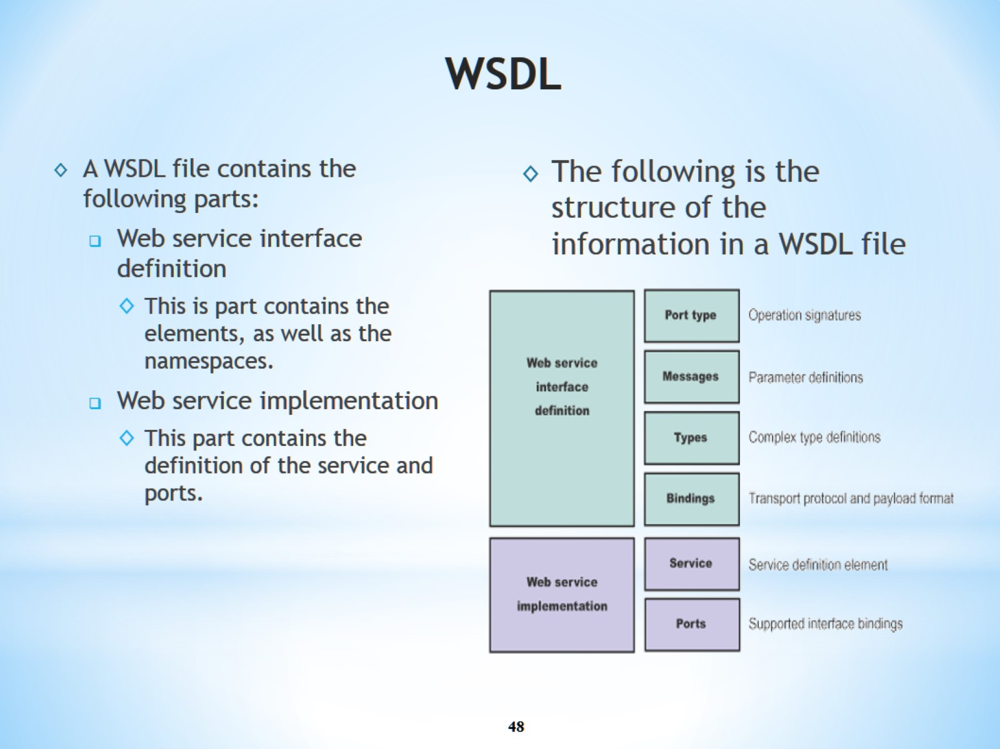 WSDL
A WSDL file contains the
following parts:
Web service interface
definition
This is part contains the
elements, as well as the
namespaces.
Web service implementation
This part contains the
definition of the service and
ports.
The following is the
structure of the
information in a WSDL file
Web service
interface
definition
Port type
Operation signatures
Messages
Parameter definitions
Types
Complex type definitions
Bindings
Transport protocol and payload format
Web service
implementation
Service
Service definition element
Ports
Supported interface bindings
48